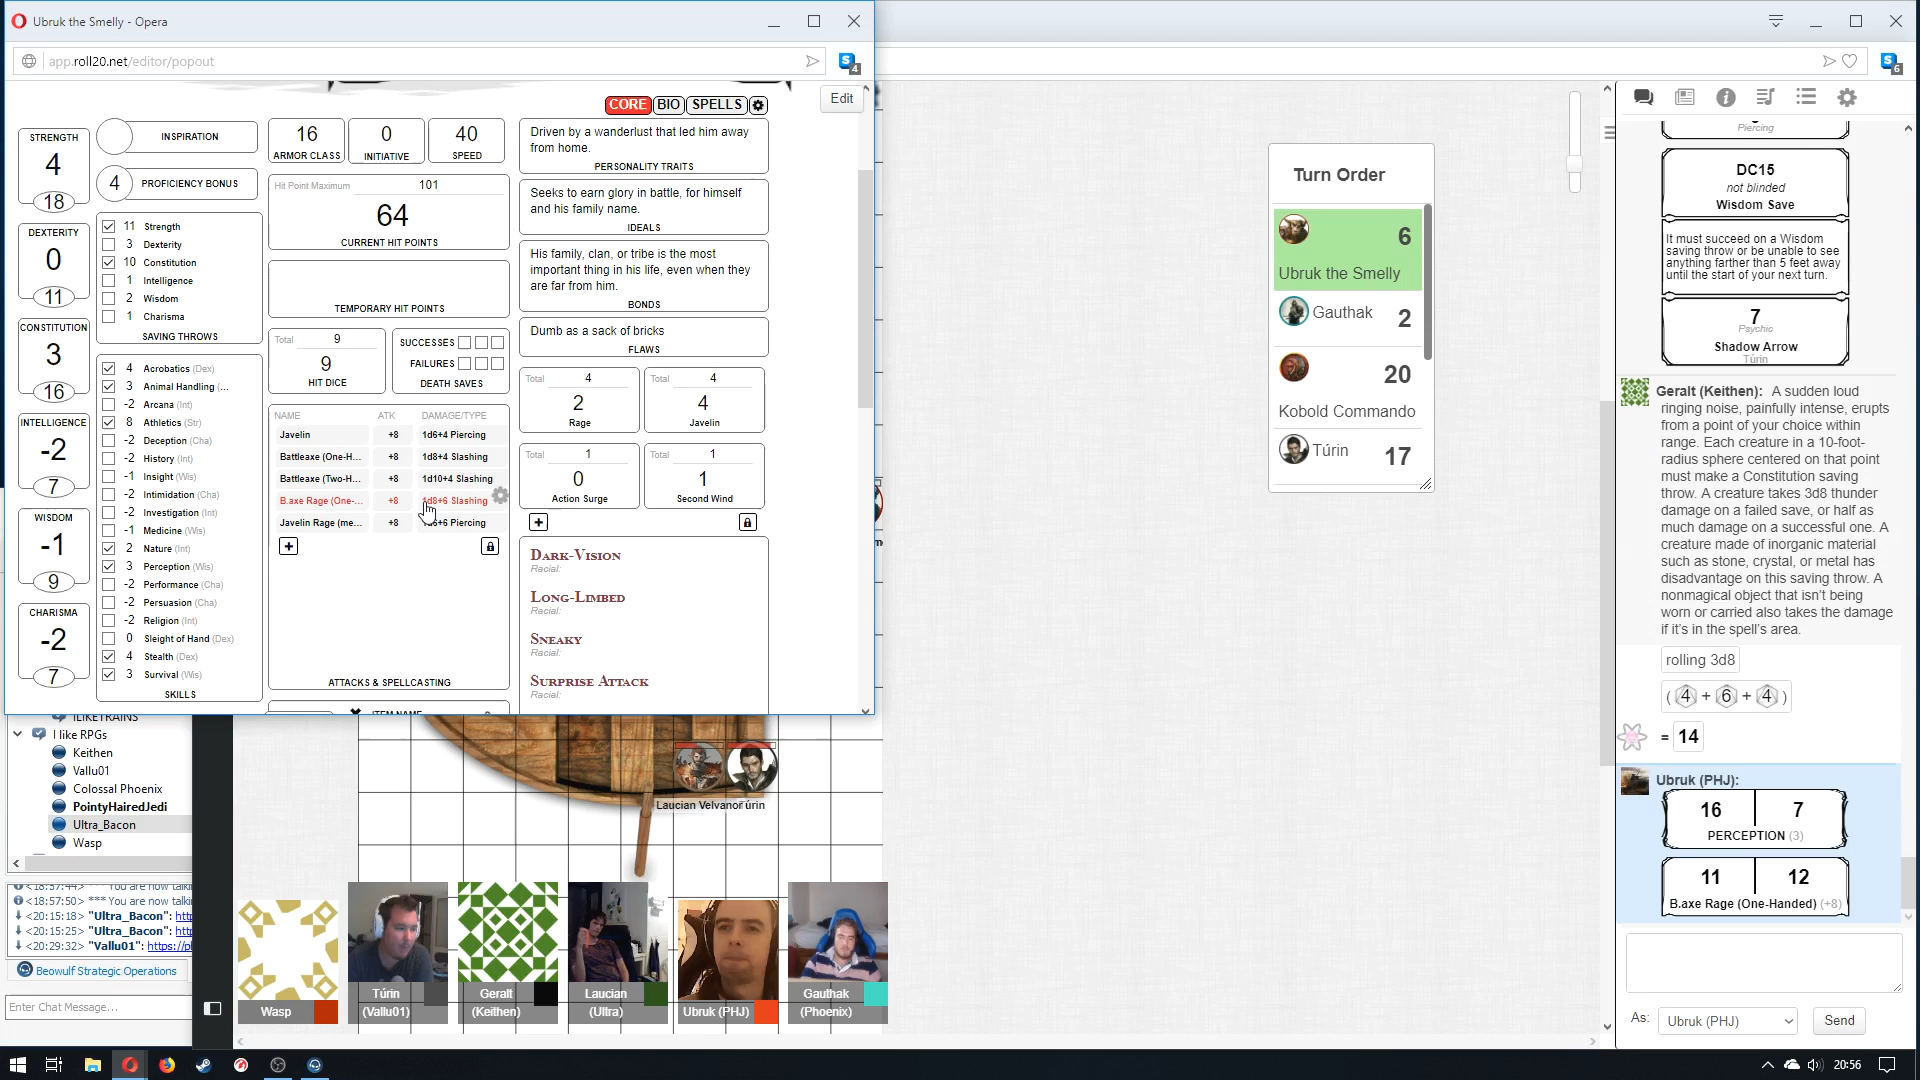 Ubruk the Smelly - Opera
app.roll20.net/editor/popout
4
6
CORE
BIO
SPELLS
Edit
STRENGTH
4
18
DEXTERITY
0
11
CONSTITUTION
3
16
INTELLIGENCE
-2
7
WISDOM
-1
9
CHARISMA
-2
7
INSPIRATION
4 PROFICIENCY BONUS
11 Strength
3 Dexterity
10 Constitution
1 Intelligence
2 Wisdom
1 Charisma
SAVING THROWS
4 Acrobatics (Dex)
3 Animal Handling (...
-2 Arcana (Int)
8 Athletics (Str)
-2 Deception (Cha)
-2 History (Int)
-1 Insight (Wis)
-2 Intimidation (Cha)
-2 Investigation (Int)
-1 Medicine (Wis)
2 Nature (Int)
3 Perception (Wis)
-2 Performance (Cha)
-2 Persuasion (Cha)
-2 Religion (Int)
0 Sleight of Hand (Dex)
4 Stealth (Dex)
3 Survival (Wis)
SKILLS
16
ARMOR CLASS
0
INITIATIVE
40
SPEED
Hit Point Maximum 101
64
CURRENT HIT POINTS
TEMPORARY HIT POINTS
Total 9
9
HIT DICE
SUCCESSES
FAILURES
DEATH SAVES
NAME ATK DAMAGE/TYPE
Javelin +8 1d6+4 Piercing
Battleaxe (One-H... +8 1d8+4 Slashing
Battleaxe (Two-H... +8 1d10+4 Slashing
B.axe Rage (One-... +8 1d8+6 Slashing
Javelin Rage (me... +8 1d6+6 Piercing
ATTACKS & SPELLCASTING
ITEM NAME
Driven by a wanderlust that led him away
from home.
PERSONALITY TRAITS
Seeks to earn glory in battle, for himself
and his family name.
IDEALS
His family, clan, or tribe is the most
important thing in his life, even when they
are far from him.
BONDS
Dumb as a sack of bricks
FLAWS
Total 4
2
Rage
Total 4
4
Javelin
Total 1
0
Action Surge
Total 1
1
Second Wind
DARK-VISION
Racial:
LONG-LIMBED
Racial:
SNEAKY
Racial:
SURPRISE ATTACK
Racial:
Turn Order
6
Ubruk the Smelly
Gauthak 2
20
Kobold Commando
Túrin 17
Piercing
DC15
not blinded
Wisdom Save
It must succeed on a Wisdom
saving throw or be unable to see
anything farther than 5 feet away
until the start of your next turn.
7
Psychic
Shadow Arrow
Túrin
Geralt (Keithen): A sudden loud
ringing noise, painfully intense, erupts
from a point of your choice within
range. Each creature in a 10-foot-
radius sphere centered on that point
must make a Constitution saving
throw. A creature takes 3d8 thunder
damage on a failed save, or half as
much damage on a successful one. A
creature made of inorganic material
such as stone, crystal, or metal has
disadvantage on this saving throw. A
nonmagical object that isn't being
worn or carried also takes the damage
if it's in the spell's area.
rolling 3d8
( 4 + 6 + 4 )
= 14
Ubruk (PHJ):
16 7
PERCEPTION (3)
11 12
B.axe Rage (One-Handed) (+8)
As: Ubruk (PHJ)
Send
ILIKETRAINS
I like RPGs
Keithen
Vallu01
Colossal Phoenix
PointyHairedJedi
Ultra_Bacon
Wasp
<18:57:44> *** You are now talki
<18:57:50> *** You are now talki
<20:15:18> "Ultra_Bacon": http
<20:15:25> "Ultra_Bacon": http
<20:29:32> "Vallu01": https://pl
Beowulf Strategic Operations
Enter Chat Message...
Laucian Velvanor
Túrin
Wasp
Túrin
(Vallu01)
Geralt
(Keithen)
Laucian
(Ultra)
Ubruk (PHJ)
Gauthak
(Phoenix)
20:56